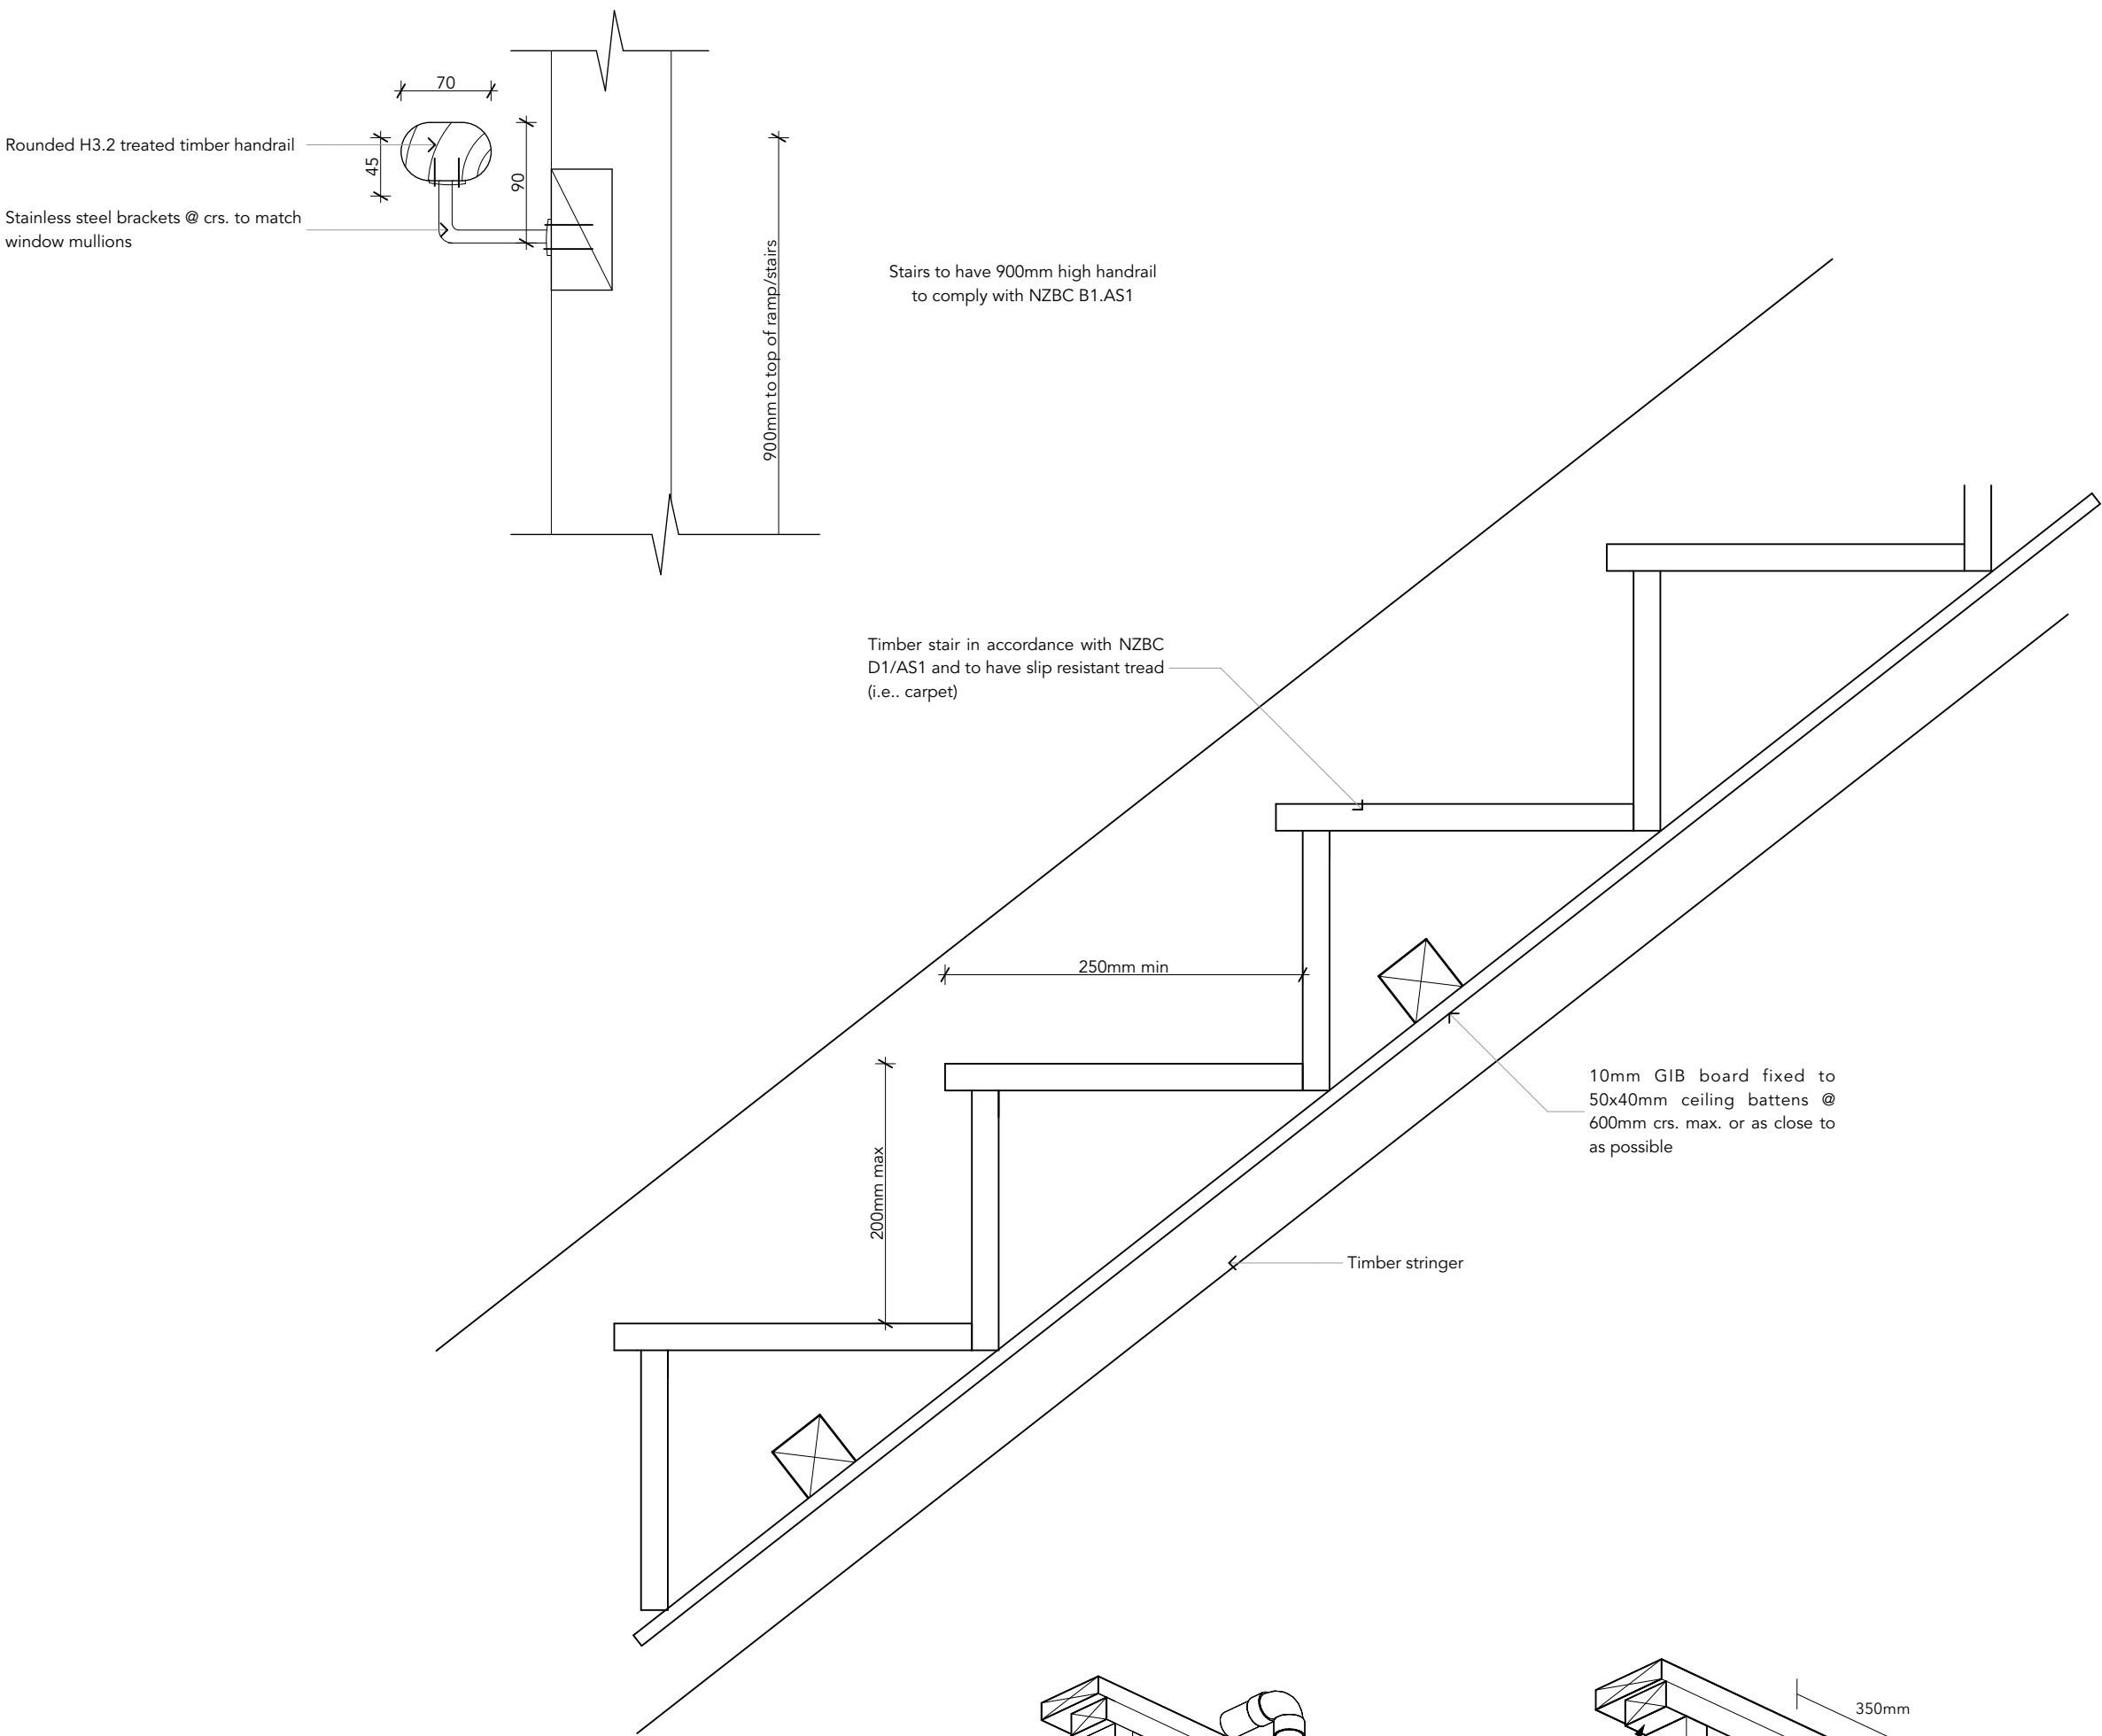 70
Rounded H3.2 treated timber handrail
45
90
Stainless steel brackets @ crs. to match
window mullions
900mm to top of ramp/stairs
Stairs to have 900mm high handrail
to comply with NZBC B1.AS1
Timber stair in accordance with NZBC
D1/AS1 and to have slip resistant tread
(i.e.. carpet)
250mm min
200mm max
10mm GIB board fixed to
50x40mm ceiling battens @
600mm crs. max. or as close to
as possible
Timber stringer
350mm